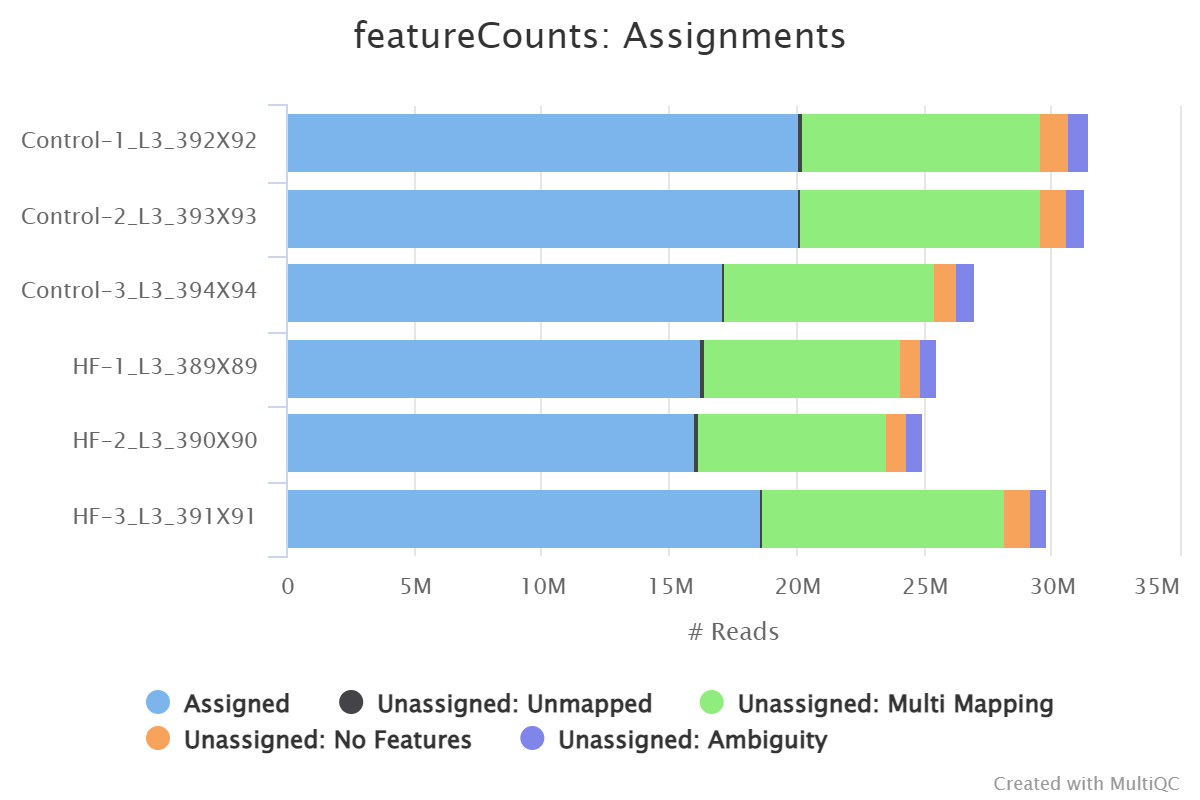 featureCounts: Assignments
Control-1_L3_392X92
Control-2_L3_393X93
Control-3_L3_394X94
HF-1_L3_389X89
HF-2_L3_390X90
HF-3_L3_391X91
0 5M 10M 15M 20M 25M 30M 35M
# Reads
Assigned Unassigned: Unmapped Unassigned: Multi Mapping
Unassigned: No Features Unassigned: Ambiguity
Created with MultiQC